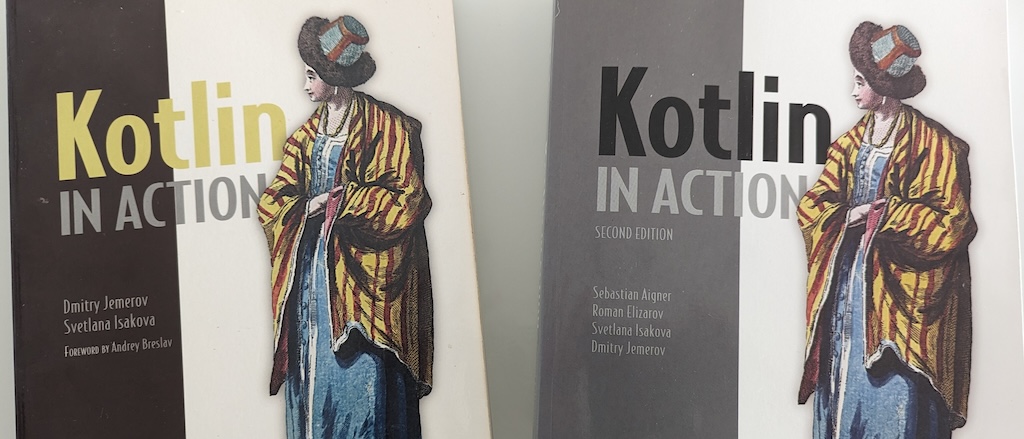 Kotlin
IN ACTION
Dmitry Jemerov
Svetlana Isakova
FOREWORD BY Andrey Breslav
Kotlin
IN ACTION
SECOND EDITION
Sebastian Aigner
Roman Elizarov
Svetlana Isakova
Dmitry Jemerov